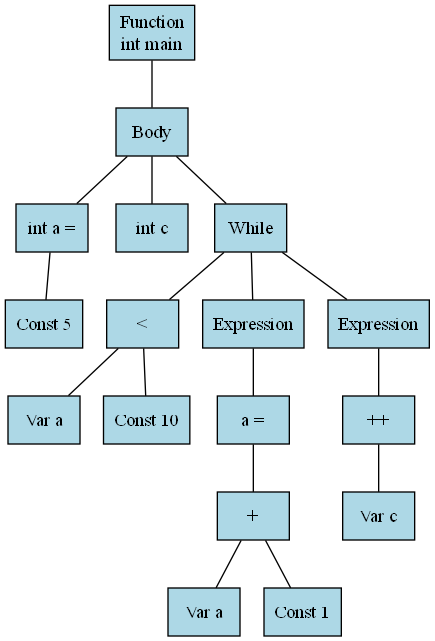 Function
int main
Body
int a =
int c
While
Const 5
<
Expression
Expression
Var a
Const 10
a =
++
+
Var c
Var a
Const 1